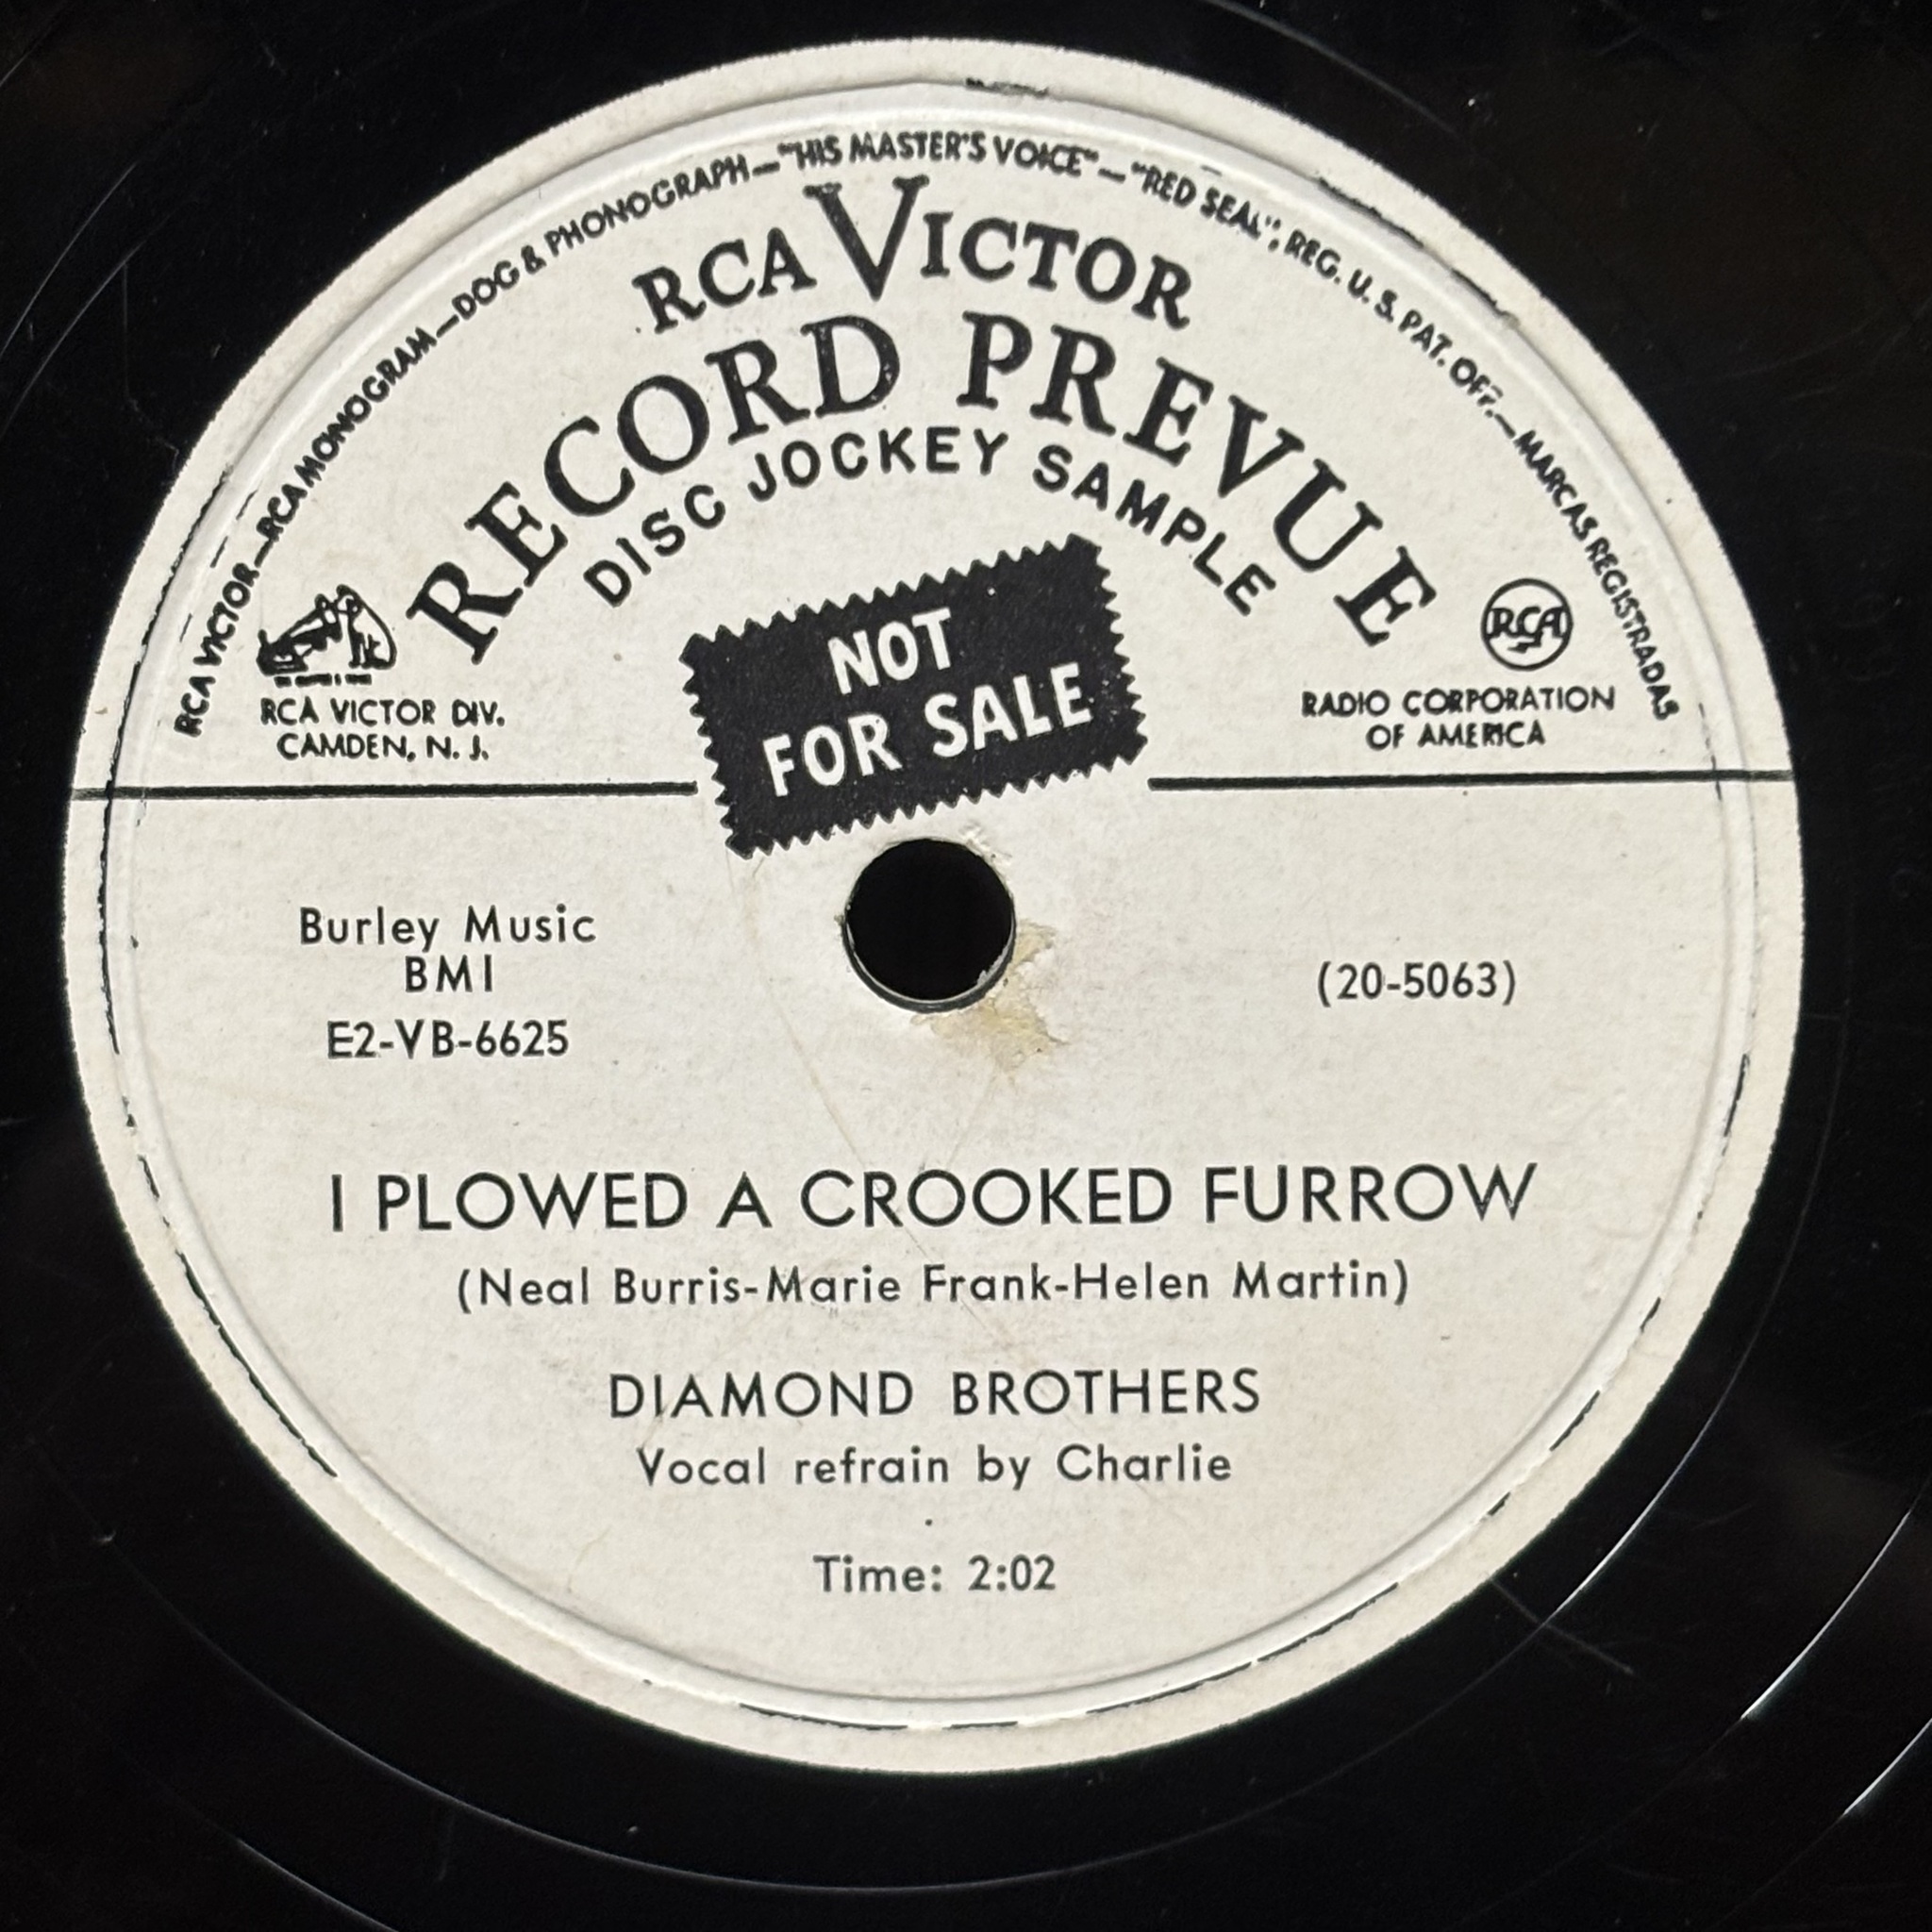 RCA VICTOR—RCA MONOGRAM—DOG & PHONOGRAPH—"HIS MASTER'S VOICE"—"RED SEAL", REG. U. S. PAT. OFF.—MARCAS REGISTRADAS
RCA VICTOR
RECORD PREVUE
DISC JOCKEY SAMPLE
NOT
FOR SALE
RCA VICTOR DIV.
CAMDEN, N. J.
RCA
RADIO CORPORATION
OF AMERICA
Burley Music
BMI
E2-VB-6625
(20-5063)
I PLOWED A CROOKED FURROW
(Neal Burris-Marie Frank-Helen Martin)
DIAMOND BROTHERS
Vocal refrain by Charlie
Time: 2:02